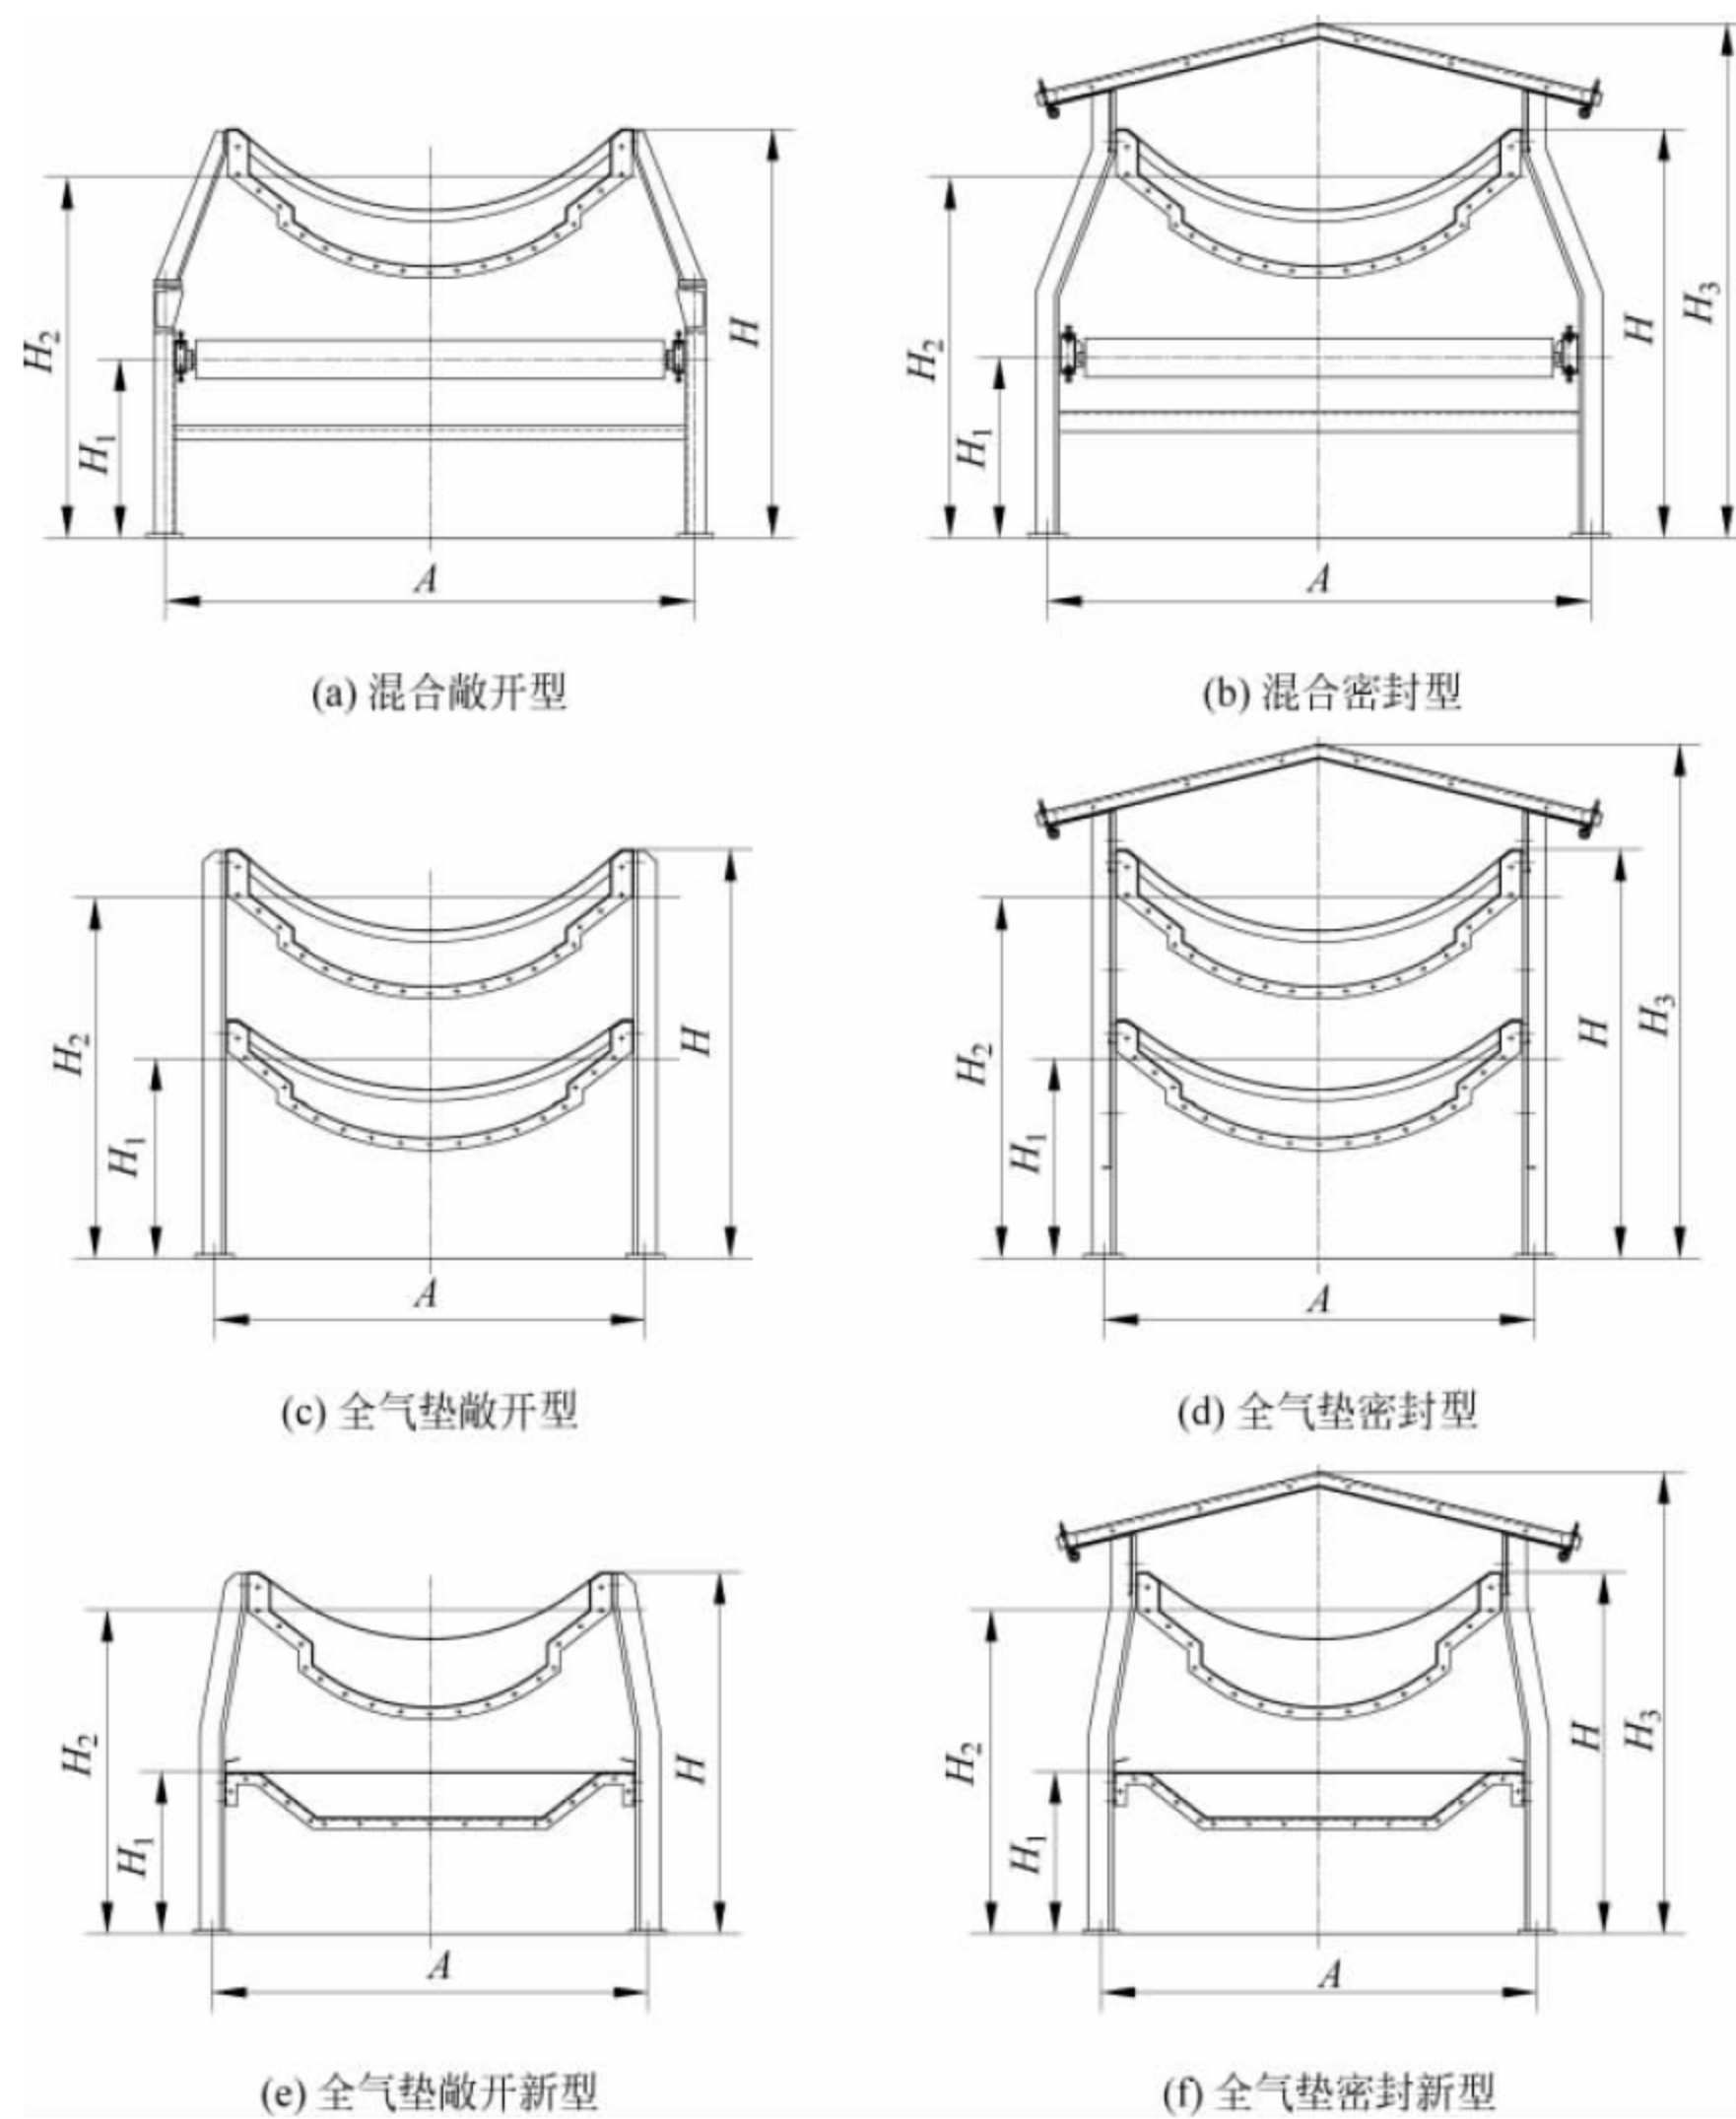 H₂
H₁
H
A
(a) 混合敞开型
H₂
H₁
H
H₃
A
(b) 混合密封型
H₂
H₁
H
A
(c) 全气垫敞开型
H₂
H₁
H
H₃
A
(d) 全气垫密封型
H₂
H₁
H
A
(e) 全气垫敞开新型
H₂
H₁
H
H₃
A
(f) 全气垫密封新型